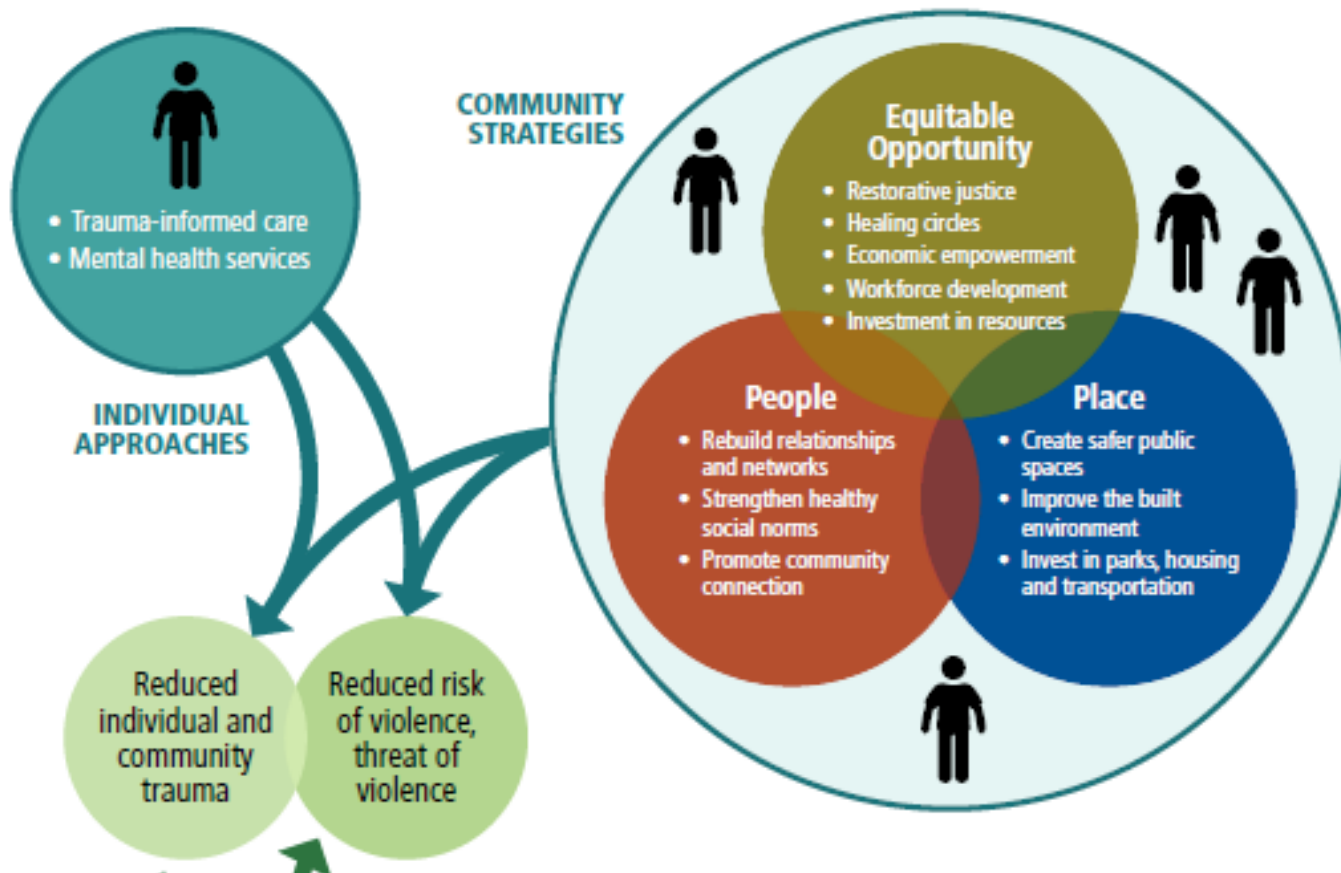 • Trauma-informed care
• Mental health services
INDIVIDUAL
APPROACHES
COMMUNITY
STRATEGIES
Equitable
Opportunity
• Restorative justice
• Healing circles
• Economic empowerment
• Workforce development
• Investment in resources
People
• Rebuild relationships
and networks
• Strengthen healthy
social norms
• Promote community
connection
Place
• Create safer public
spaces
• Improve the built
environment
• Invest in parks, housing
and transportation
Reduced
individual and
community
trauma
Reduced risk
of violence,
threat of
violence